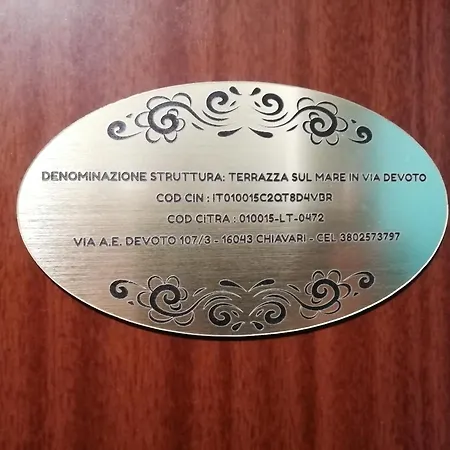 DENOMINAZIONE STRUTTURA: TERRAZZA SUL MARE IN VIA DEVOTO
COD CIN : IT010015C2QT8D4VBR
COD CITRA : 010015-LT-0472
VIA A.E. DEVOTO 107/3 - 16043 CHIAVARI - CEL 3802573797